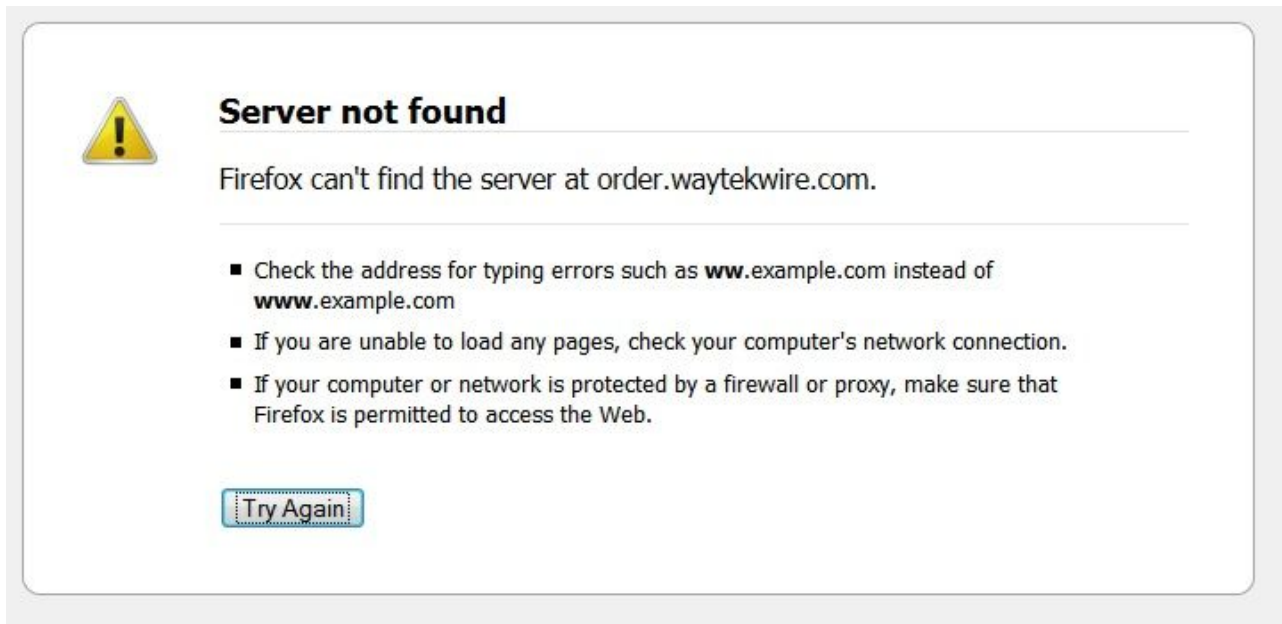 Server not found
Firefox can't find the server at order.waytekwire.com.
■ Check the address for typing errors such as ww.example.com instead of
www.example.com
■ If you are unable to load any pages, check your computer's network connection.
■ If your computer or network is protected by a firewall or proxy, make sure that
Firefox is permitted to access the Web.
Try Again